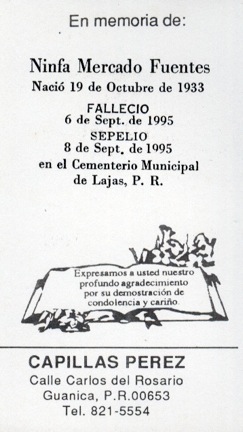 En memoria de:
Ninfa Mercado Fuentes
Nació 19 de Octubre de 1933
FALLECIO
6 de Sept. de 1995
SEPELIO
8 de Sept. de 1995
en el Cementerio Municipal
de Lajas, P. R.
Expresamos a usted nuestro
profundo agradecimiento
por su demostración de
condolencia y cariño.
CAPILLAS PEREZ
Calle Carlos del Rosario
Guanica, P.R.00653
Tel. 821-5554